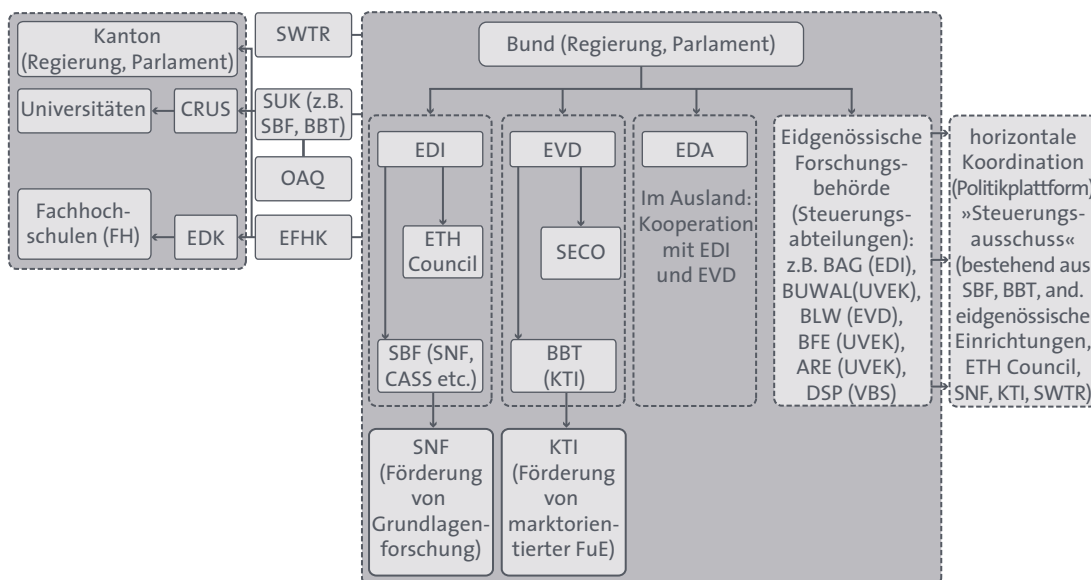 Kanton
(Regierung, Parlament)
Universitäten
CRUS
Fachhoch-
schulen (FH)
EDK
SWTR
SUK (z.B.
SBF, BBT)
OAQ
EFHK
Bund (Regierung, Parlament)
EDI
ETH
Council
SBF (SNF,
CASS etc.)
SNF
(Förderung
von
Grundlagen-
forschung)
EVD
SECO
BBT
(KTI)
KTI
(Förderung
von
marktorien-
tierter FuE)
EDA
Im Ausland:
Kooperation
mit EDI
und EVD
Eidgenössische
Forschungs-
behörde
(Steuerungs-
abteilungen):
z.B. BAG (EDI),
BUWAL(UVEK),
BLW (EVD),
BFE (UVEK),
ARE (UVEK),
DSP (VBS)
horizontale
Koordination
(Politikplattform)
»Steuerungs-
ausschuss«
(bestehend aus
SBF, BBT, and.
eidgenössische
Einrichtungen,
ETH Council,
SNF, KTI, SWTR)